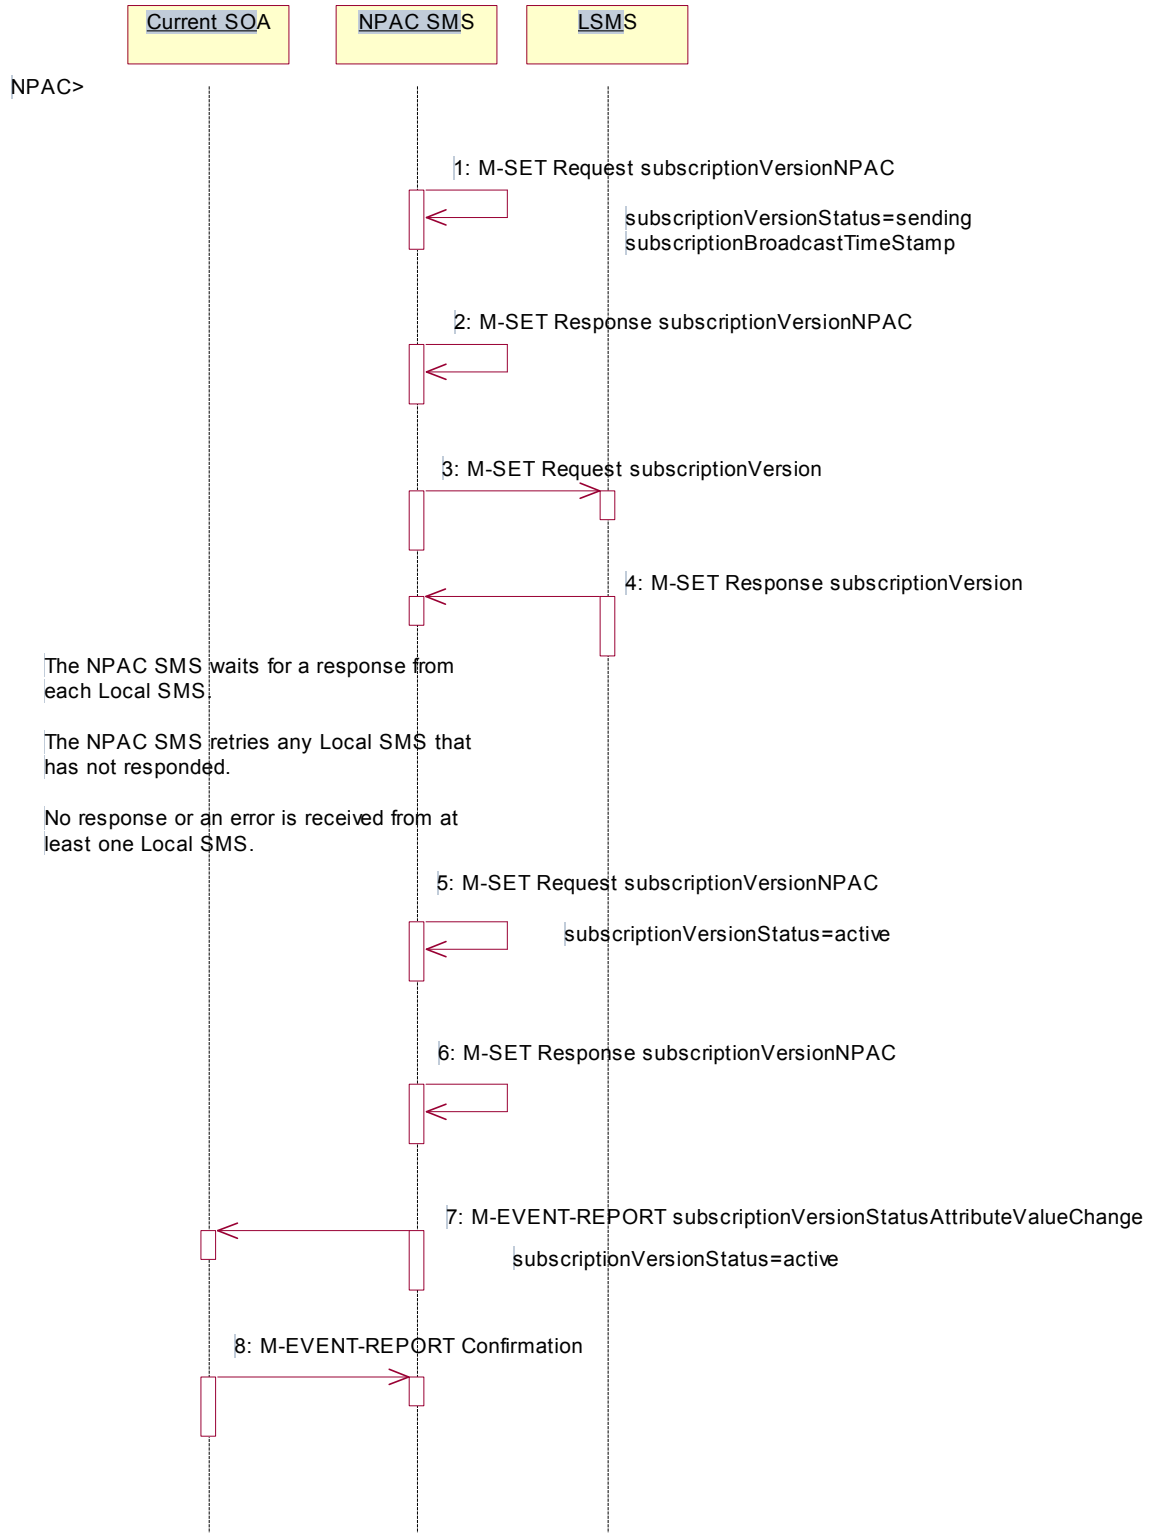 Current SOA
NPAC SMS
LSMS
NPAC>
1: M-SET Request subscriptionVersionNPAC
subscriptionVersionStatus=sending
subscriptionBroadcastTimeStamp
2: M-SET Response subscriptionVersionNPAC
3: M-SET Request subscriptionVersion
4: M-SET Response subscriptionVersion
The NPAC SMS waits for a response from
each Local SMS.
The NPAC SMS retries any Local SMS that
has not responded.
No response or an error is received from at
least one Local SMS.
5: M-SET Request subscriptionVersionNPAC
subscriptionVersionStatus=active
6: M-SET Response subscriptionVersionNPAC
7: M-EVENT-REPORT subscriptionVersionStatusAttributeValueChange
subscriptionVersionStatus=active
8: M-EVENT-REPORT Confirmation